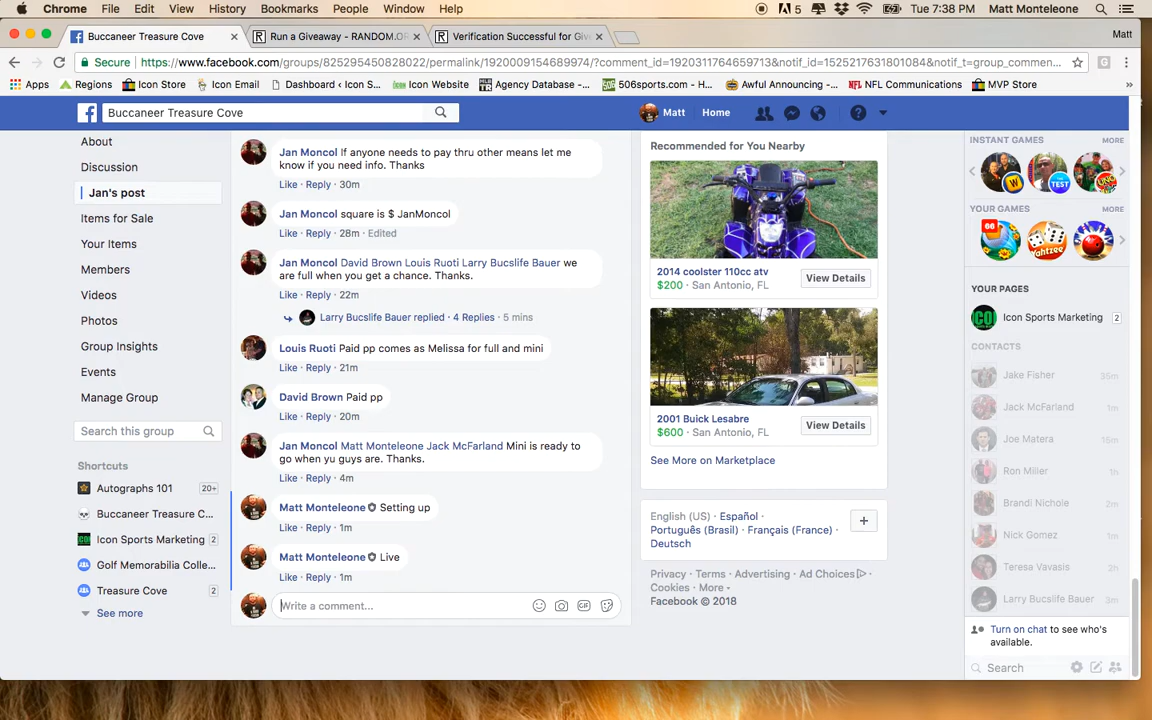 Chrome File Edit View History Bookmarks People Window Help 5 Tue 7:38 PM Matt Monteleone
Buccaneer Treasure Cove Run a Giveaway - RANDOM.OR Verification Successful for Giv Matt
Secure https://www.facebook.com/groups/825295450828022/permalink/1920009154689974/?comment_id=1920311764659713&notif_id=1525217631801084&notif_t=group_commen...
Apps Regions Icon Store Icon Email Dashboard ‹ Icon S... Icon Website Agency Database -... 506sports.com - H... Awful Announcing -... NFL Communications MVP Store »
Buccaneer Treasure Cove Matt Home
About
Discussion
Jan's post
Items for Sale
Your Items
Members
Videos
Photos
Group Insights
Events
Manage Group
Search this group
Shortcuts
Autographs 101 20+
Buccaneer Treasure C...
Icon Sports Marketing 2
Golf Memorabilia Colle...
Treasure Cove 2
See more
Jan Moncol If anyone needs to pay thru other means let me
know if you need info. Thanks
Like · Reply · 30m
Jan Moncol square is $ JanMoncol
Like · Reply · 28m · Edited
Jan Moncol David Brown Louis Ruoti Larry Bucslife Bauer we
are full when you get a chance. Thanks.
Like · Reply · 22m
Larry Bucslife Bauer replied · 4 Replies · 5 mins
Louis Ruoti Paid pp comes as Melissa for full and mini
Like · Reply · 21m
David Brown Paid pp
Like · Reply · 20m
Jan Moncol Matt Monteleone Jack McFarland Mini is ready to
go when yu guys are. Thanks.
Like · Reply · 4m
Matt Monteleone Setting up
Like · Reply · 1m
Matt Monteleone Live
Like · Reply · 1m
Write a comment...
Recommended for You Nearby
2014 coolster 110cc atv
$200 · San Antonio, FL
View Details
2001 Buick Lesabre
$600 · San Antonio, FL
View Details
See More on Marketplace
English (US) · Español ·
Português (Brasil) · Français (France) ·
Deutsch
Privacy · Terms · Advertising · Ad Choices ·
Cookies · More
Facebook © 2018
INSTANT GAMES MORE
YOUR GAMES MORE
66
YOUR PAGES
Icon Sports Marketing 2
CONTACTS
Jake Fisher
Jack McFarland 1m
Joe Matera
Ron Miller 1h
Brandi Nichole 2m
Nick Gomez 1m
Teresa Vavasis 2h
Larry Bucslife Bauer 3m
Turn on chat to see who's
available.
Search